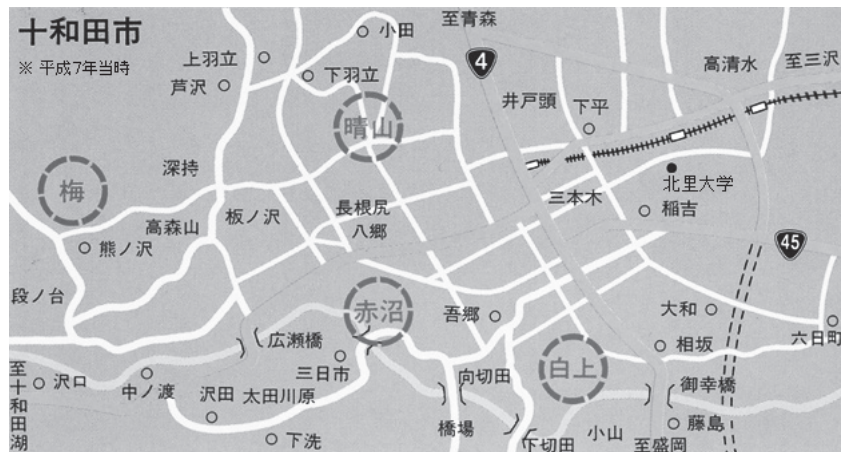 十和田市
※ 平成7年当時
至青森
4
小田
上羽立
下羽立
芦沢
高清水
至三沢
井戸頭
下平
晴山
深持
梅
北里大学
三本木
稲吉
長根尻
八郷
板ノ沢
高森山
熊ノ沢
45
段ノ台
赤沼
吾郷
大和
六日町
広瀬橋
三日市
相坂
白上
至十和田湖
沢口
中ノ渡
沢田
太田川原
向切田
御幸橋
橋場
下洗
下切田
小山
至盛岡
藤島